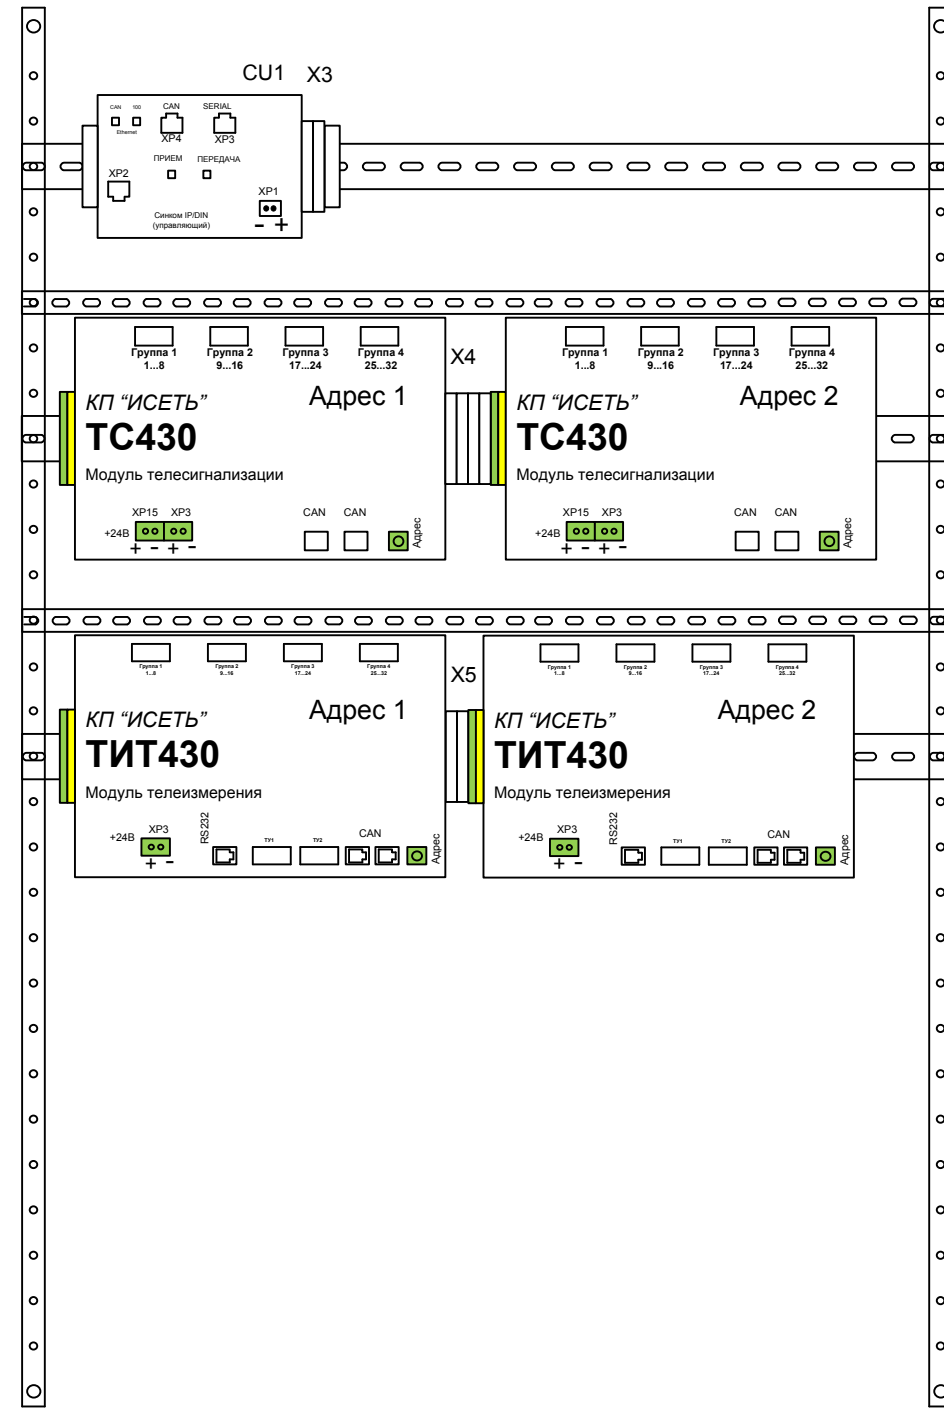 CU1 X3
CAN 100 CAN SERIAL
Ethernet
XP4 XP3
ПРИЕМ ПЕРЕДАЧА
XP2
XP1
Синком IP/DIN
(управляющий)
- +
Группа 1 Группа 2 Группа 3 Группа 4
1...8 9...16 17...24 25...32
Адрес 1
КП “ИСЕТЬ”
ТС430
Модуль телесигнализации
XP15 XP3 CAN CAN
+24В
+ - + -
Адрес
X4
Группа 1 Группа 2 Группа 3 Группа 4
1...8 9...16 17...24 25...32
Адрес 2
КП “ИСЕТЬ”
ТС430
Модуль телесигнализации
XP15 XP3 CAN CAN
+24В
+ - + -
Адрес
Группа 1 Группа 2 Группа 3 Группа 4
1...8 9...16 17...24 25...32
Адрес 1
КП “ИСЕТЬ”
ТИТ430
Модуль телеизмерения
+24В XP3 RS232 ТУ1 ТУ2 CAN
+ -
Адрес
X5
Группа 1 Группа 2 Группа 3 Группа 4
1...8 9...16 17...24 25...32
Адрес 2
КП “ИСЕТЬ”
ТИТ430
Модуль телеизмерения
+24В XP3 RS232 ТУ1 ТУ2 CAN
+ -
Адрес